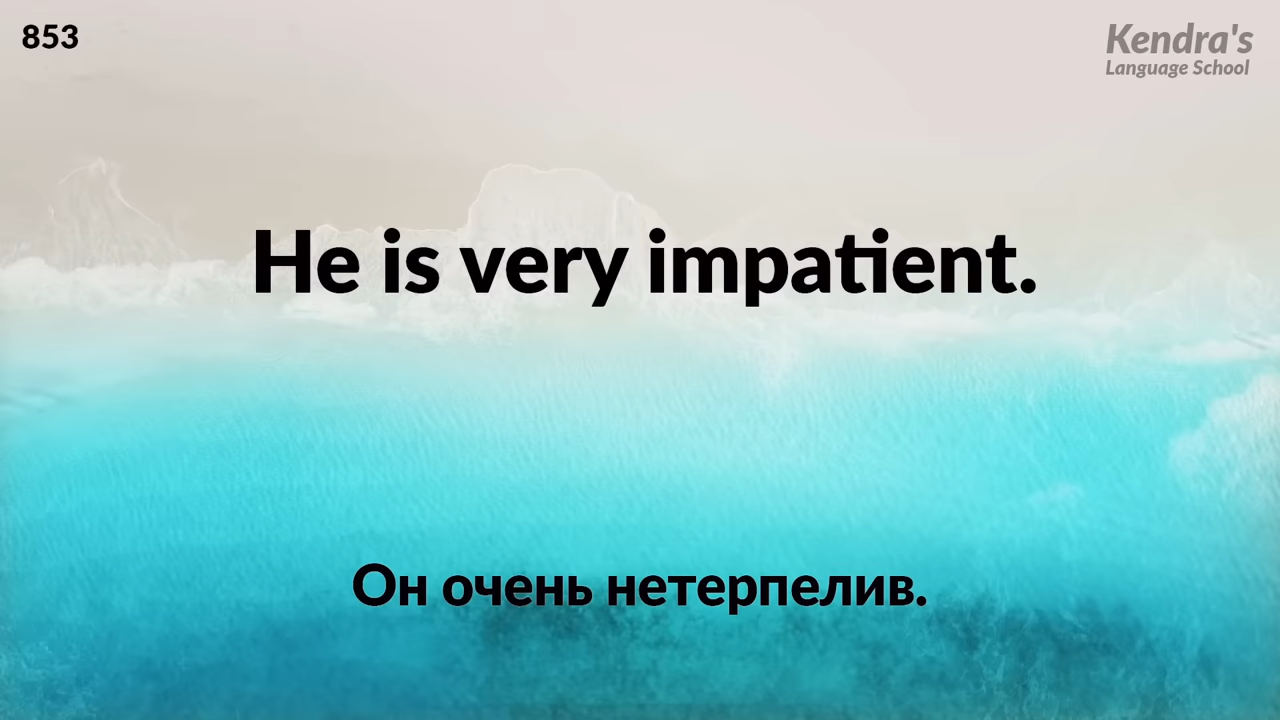 853
Kendra's
Language School
He is very impatient.
Он очень нетерпелив.